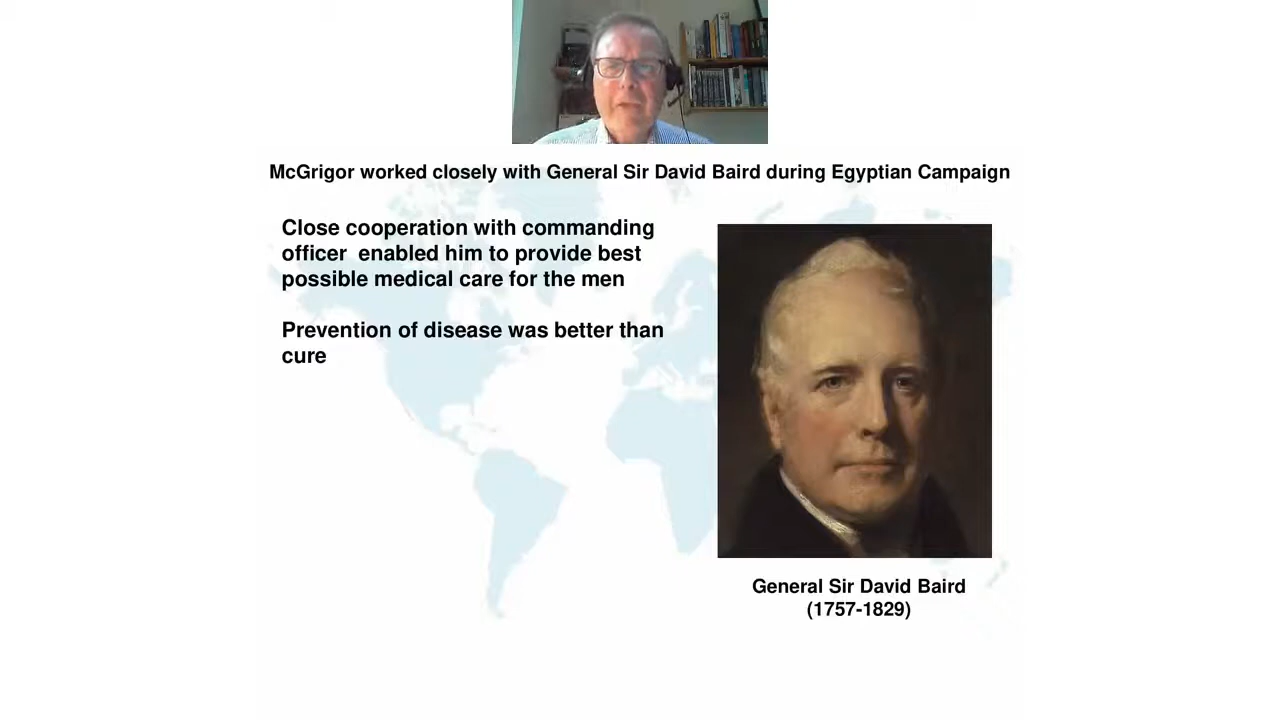 McGrigor worked closely with General Sir David Baird during Egyptian Campaign
Close cooperation with commanding
officer  enabled him to provide best
possible medical care for the men
Prevention of disease was better than
cure
General Sir David Baird
(1757-1829)